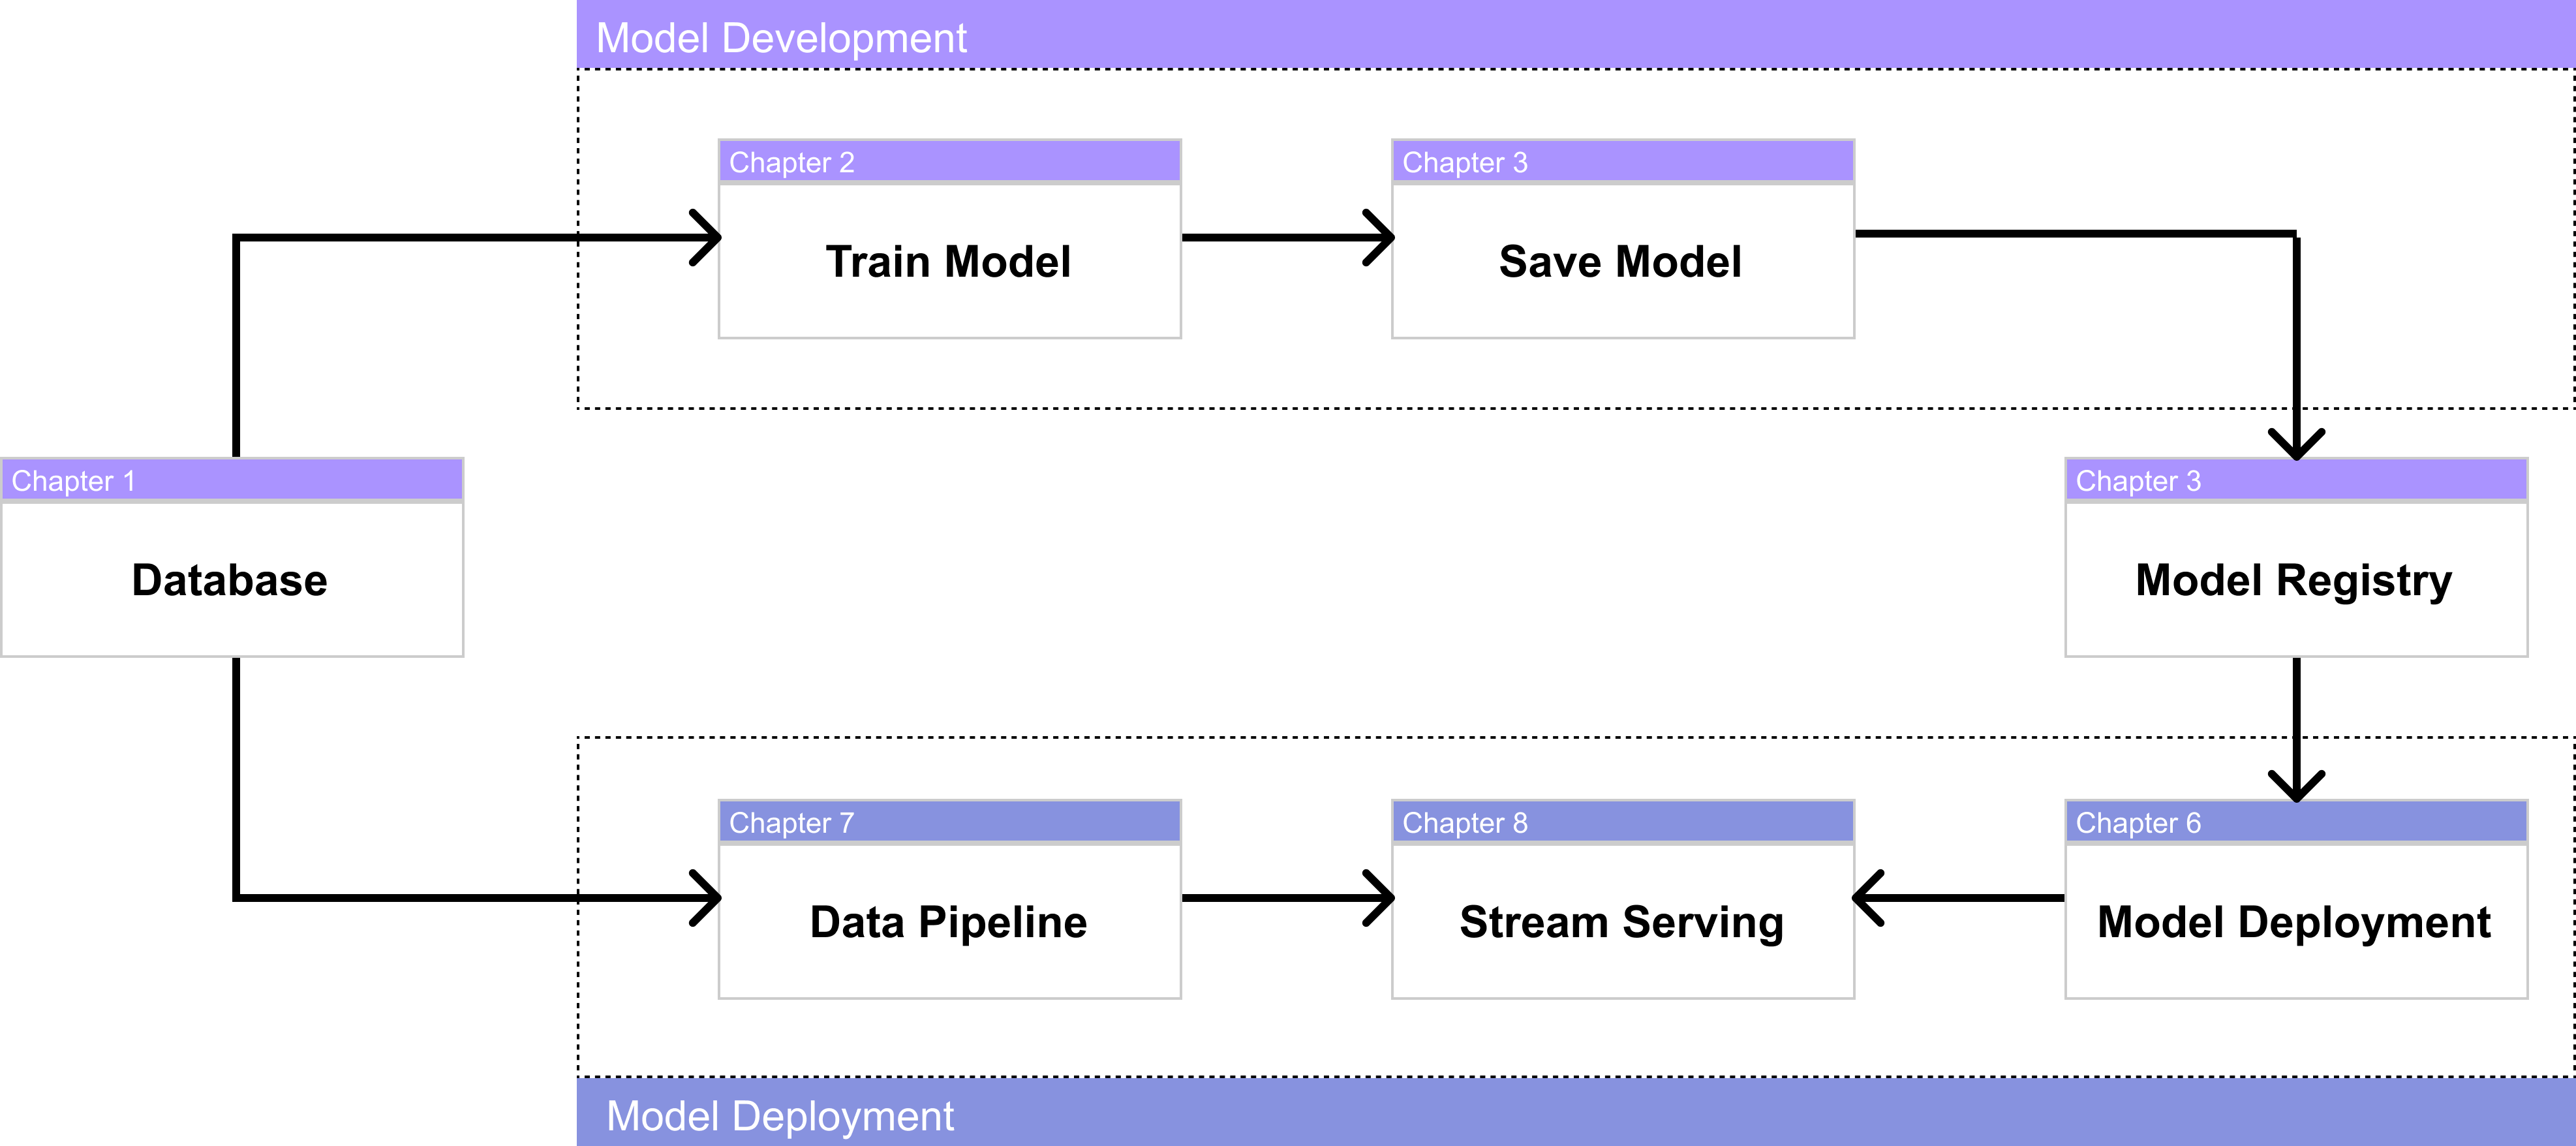 Model Development
Chapter 2
Train Model
Chapter 3
Save Model
Chapter 1
Database
Chapter 3
Model Registry
Chapter 7
Data Pipeline
Chapter 8
Stream Serving
Chapter 6
Model Deployment
Model Deployment